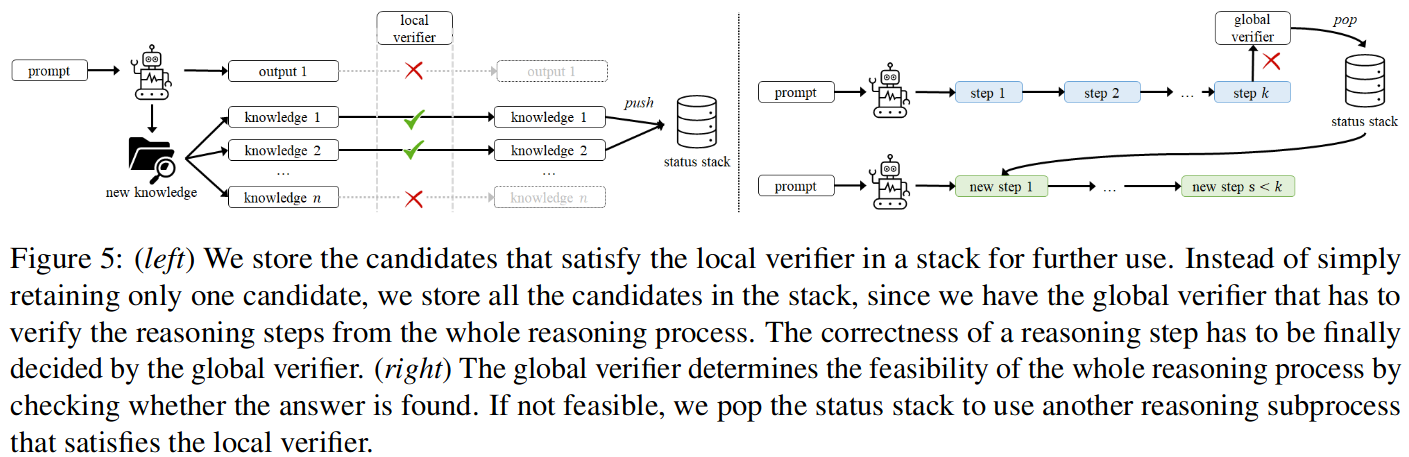 local
verifier
prompt
output 1
output 1
knowledge 1
knowledge 1
push
knowledge 2
knowledge 2
status stack
...
...
new knowledge
knowledge n
knowledge n
global
verifier
pop
prompt
step 1
step 2
...
step k
status stack
prompt
new step 1
...
new step s < k
Figure 5: (left) We store the candidates that satisfy the local verifier in a stack for further use. Instead of simply
retaining only one candidate, we store all the candidates in the stack, since we have the global verifier that has to
verify the reasoning steps from the whole reasoning process. The correctness of a reasoning step has to be finally
decided by the global verifier. (right) The global verifier determines the feasibility of the whole reasoning process by
checking whether the answer is found. If not feasible, we pop the status stack to use another reasoning subprocess
that satisfies the local verifier.